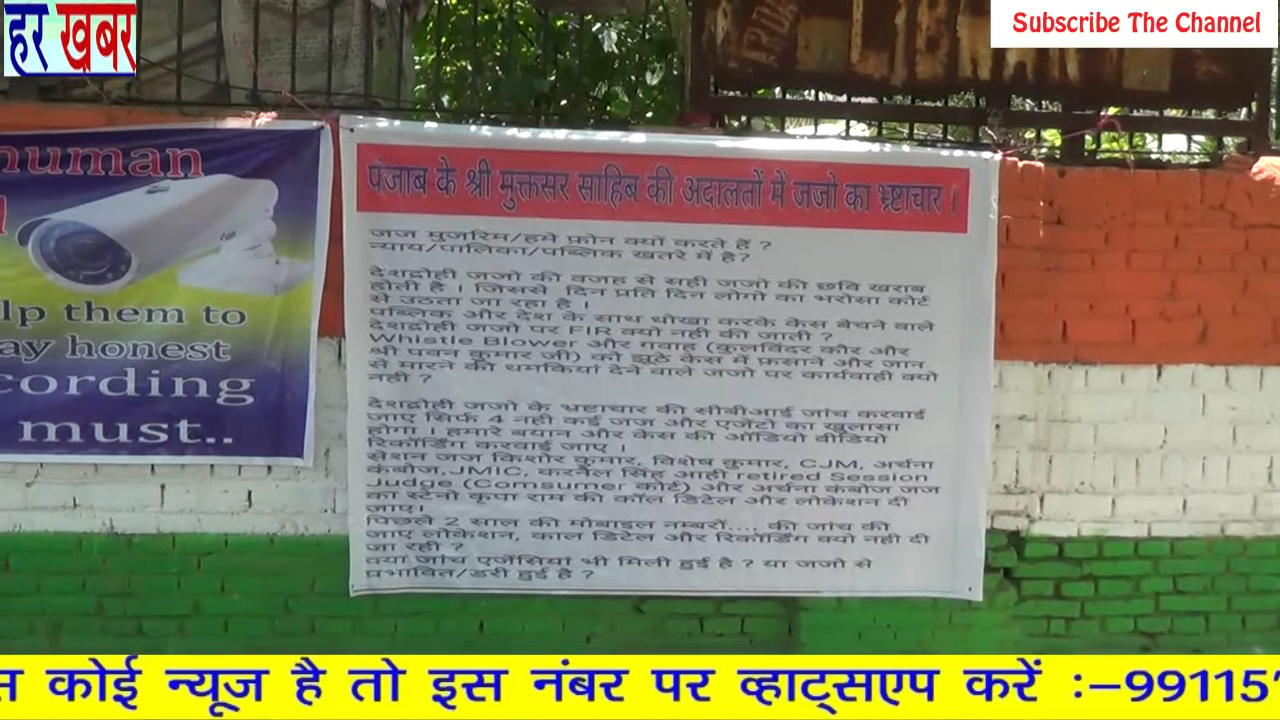 हर खबर
Subscribe The Channel
human
lp them to
ay honest
cording
must..
पंजाब के श्री मुक्तसर साहिब की अदालतों में जजो का भ्रष्टाचार ।
जज मुजरिम/हमे फ़ोन क्यों करते हैं ?
न्याय/पालिका/पब्लिक खतरे में है?
देशद्रोही जजो की वजह से सही जजो की छवि खराब
होती है । जिससे दिन प्रति दिन लोगो का भरोसा कोर्ट
से उठता जा रहा है ।
पब्लिक और देश के साथ धोखा करके केस बेचने वाले
देशद्रोही जजो पर FIR क्यो नही की जाती ?
Whistle Blower और गवाह (कुलविंदर कौर और
श्री पवन कुमार जी) को झूठे केस में फ़साने और जान
से मारने की धमकियां देने वाले जजो पर कार्यवाही क्यो
नही ?
देशद्रोही जजो के भ्रष्टाचार की सीबीआई जांच करवाई
जाए सिर्फ 4 नही कई जज और एजेंटो का खुलासा
होगा । हमारे बयान और केस की ऑडियो वीडियो
रिकॉर्डिंग करवाई जाए ।
सेशन जज किशोर कुमार, विशेष कुमार, CJM, अर्चना
कंबोज,JMIC, करनैल सिंह आही retired Session
Judge (Comsumer कोर्ट) और अर्चना कंबोज जज
का स्टेनो कृपा राम की कॉल डिटेल और लोकेशन दी
जाए।
पिछले 2 साल की मोबाइल नम्बरों.... की जांच की
जाए लोकेशन, काल डिटेल और रिकॉर्डिंग क्यो नही दी
जा रही ?
क्या जांच एजेंसियां भी मिली हुई है ? या जजो से
प्रभावित/डरी हुई है ?
स कोई न्यूज है तो इस नंबर पर व्हाट्सएप करें :-99115